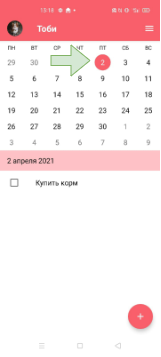 13:18
Тоби
ПН ВТ СР ЧТ ПТ СБ ВС
29 30 2 3 4
5 6 7 8 9 10 11
12 13 14 15 16 17 18
19 20 21 22 23 24 25
26 27 28 29 30 1 2
3 4 5 6 7 8 9
2 апреля 2021
Купить корм
+